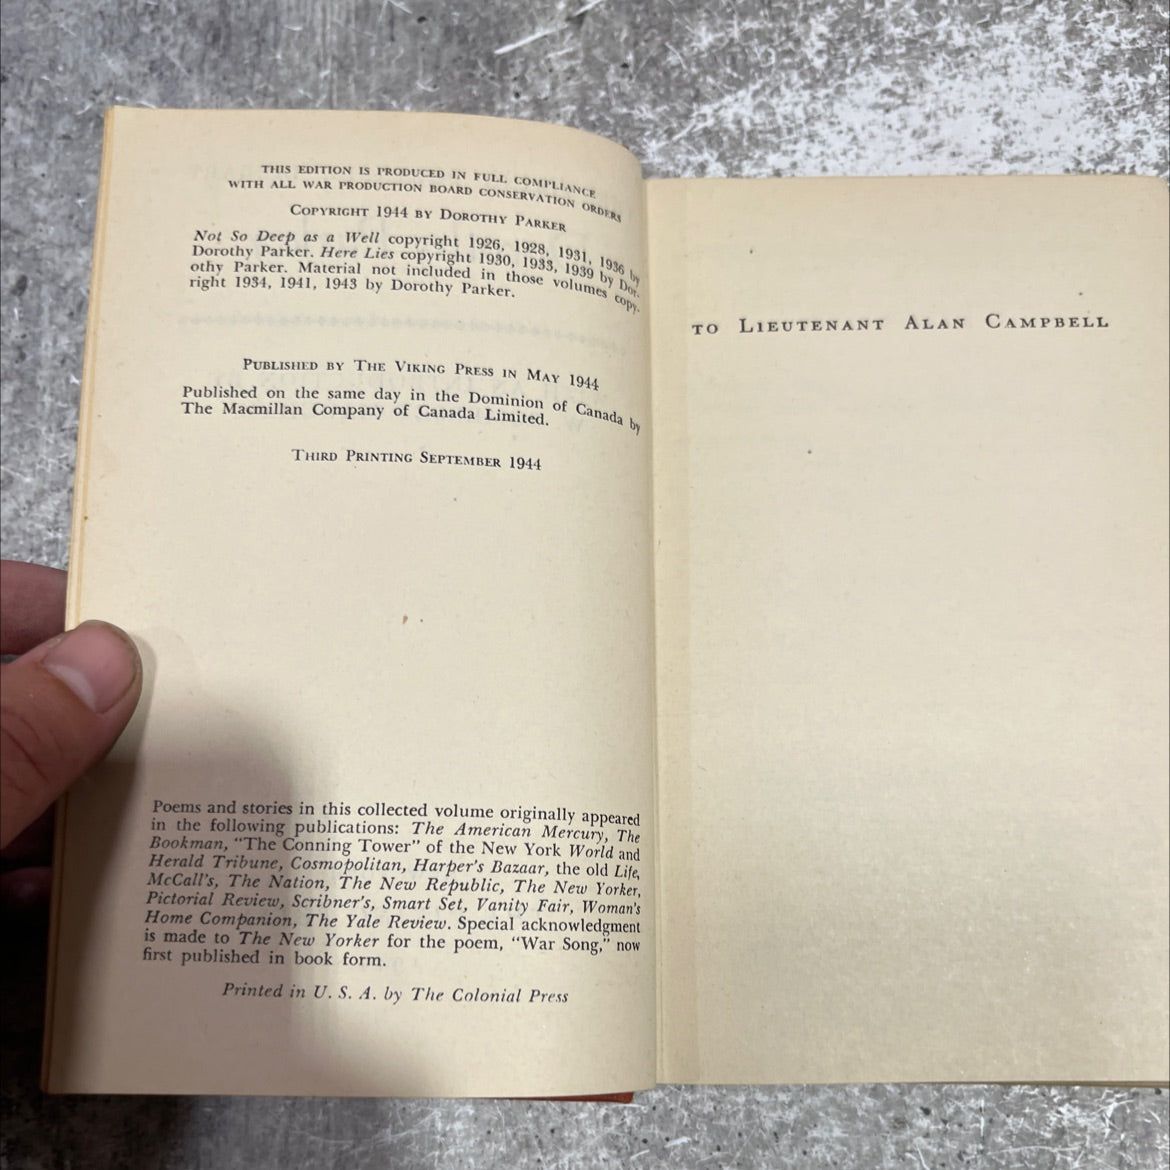 THIS EDITION IS PRODUCED IN FULL COMPLIANCE
WITH ALL WAR PRODUCTION BOARD CONSERVATION ORDERS
COPYRIGHT 1944 BY DOROTHY PARKER
Not So Deep as a Well copyright 1926, 1928, 1931, 1936 by
Dorothy Parker. Here Lies copyright 1930, 1933, 1939 by Dor-
othy Parker. Material not included in those volumes copy-
right 1934, 1941, 1943 by Dorothy Parker.
PUBLISHED BY THE VIKING PRESS IN MAY 1944
Published on the same day in the Dominion of Canada by
The Macmillan Company of Canada Limited.
THIRD PRINTING SEPTEMBER 1944
Poems and stories in this collected volume originally appeared
in the following publications: The American Mercury, The
Bookman, "The Conning Tower" of the New York World and
Herald Tribune, Cosmopolitan, Harper's Bazaar, the old Life,
McCall's, The Nation, The New Republic, The New Yorker,
Pictorial Review, Scribner's, Smart Set, Vanity Fair, Woman's
Home Companion, The Yale Review. Special acknowledgment
is made to The New Yorker for the poem, "War Song," now
first published in book form.
Printed in U. S. A. by The Colonial Press
TO LIEUTENANT ALAN CAMPBELL